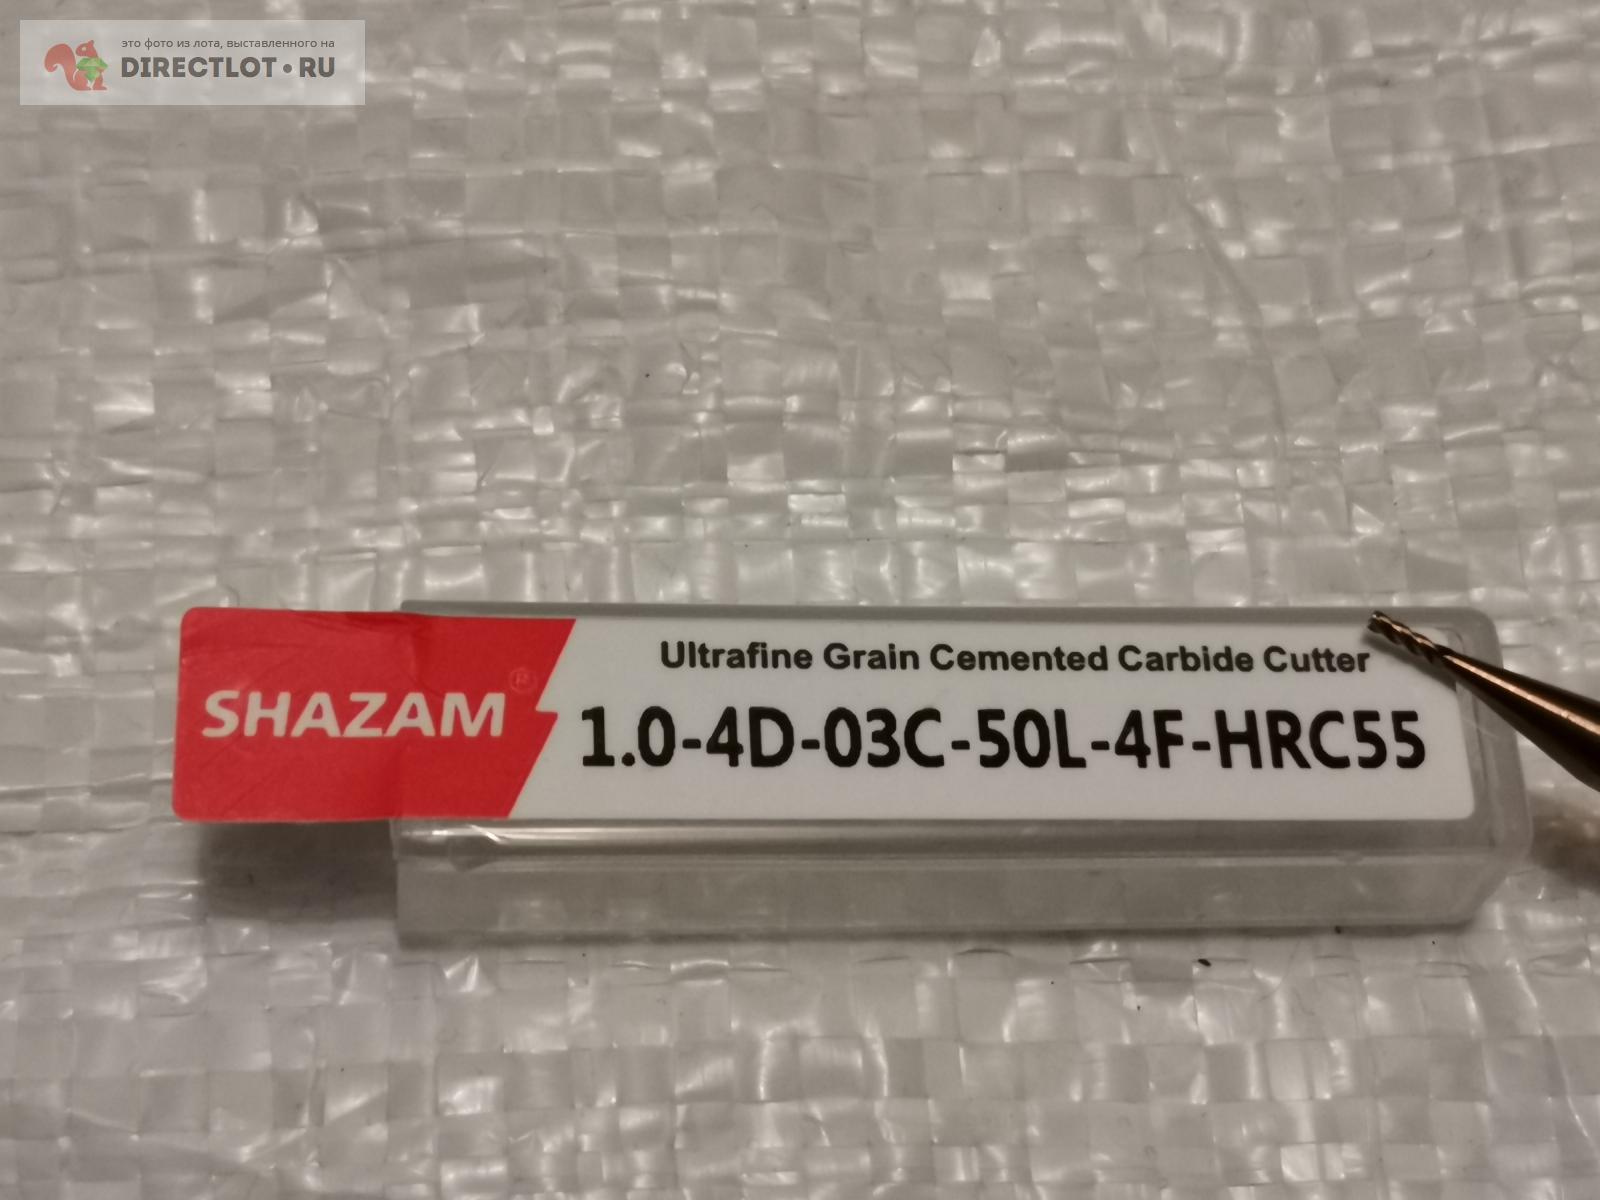 это фото из лота, выставленного на
DIRECTLOT•RU
Ultrafine Grain Cemented Carbide Cutter
SHAZAM®
1.0-4D-03C-50L-4F-HRC55